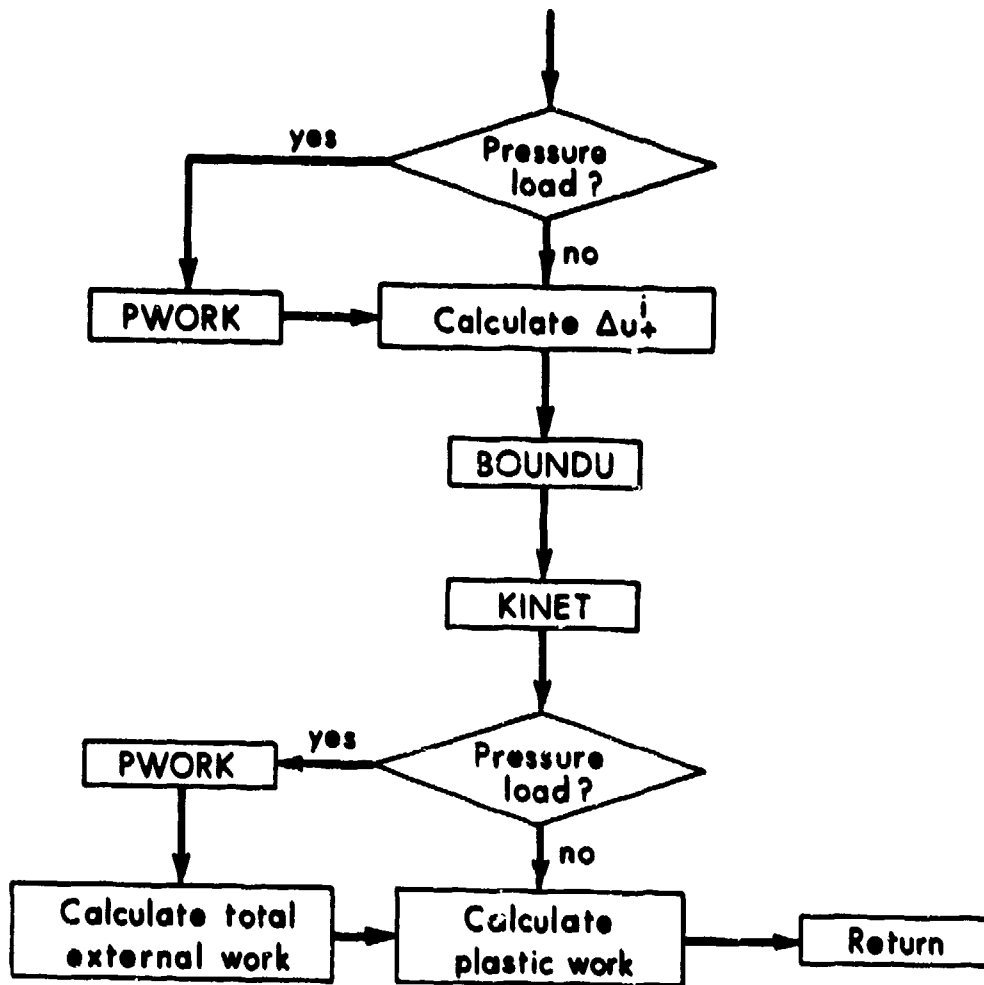 yes
Pressure
load?
no
PWORK
Calculate Δu₊ⁱ
BOUNDU
KINET
yes
PWORK
Pressure
load?
no
Calculate total
external work
Calculate
plastic work
Return